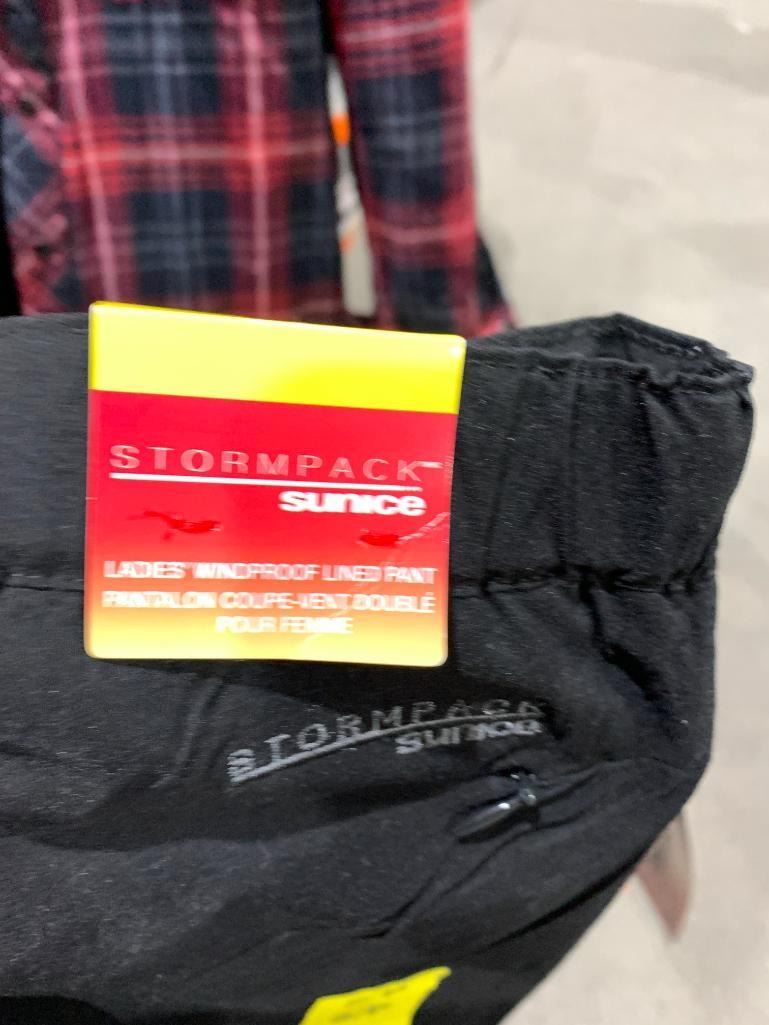 STORMPACK™
sunice
LADIES' WINDPROOF LINED PANT
PANTALON COUPE-VENT DOUBLÉ
POUR FEMME
STORMPACK
sunice